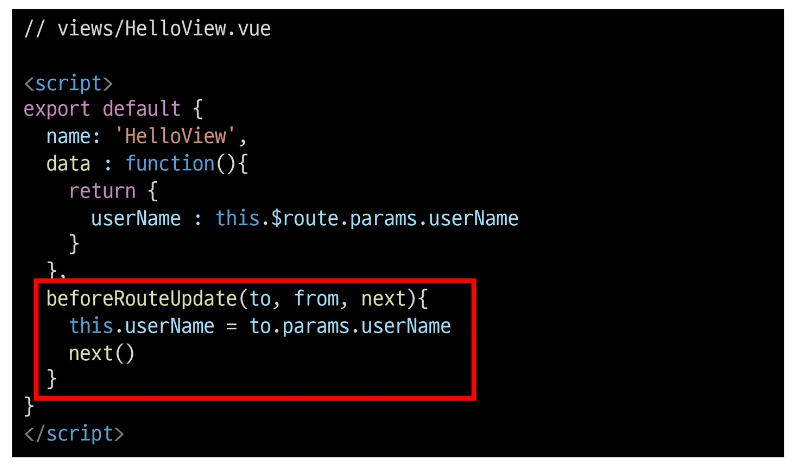 // views/HelloView.vue
<script>
export default {
name: 'HelloView',
data : function(){
return {
userName : this.$route.params.userName
}
},
beforeRouteUpdate(to, from, next){
this.userName = to.params.userName
next()
}
}
</script>